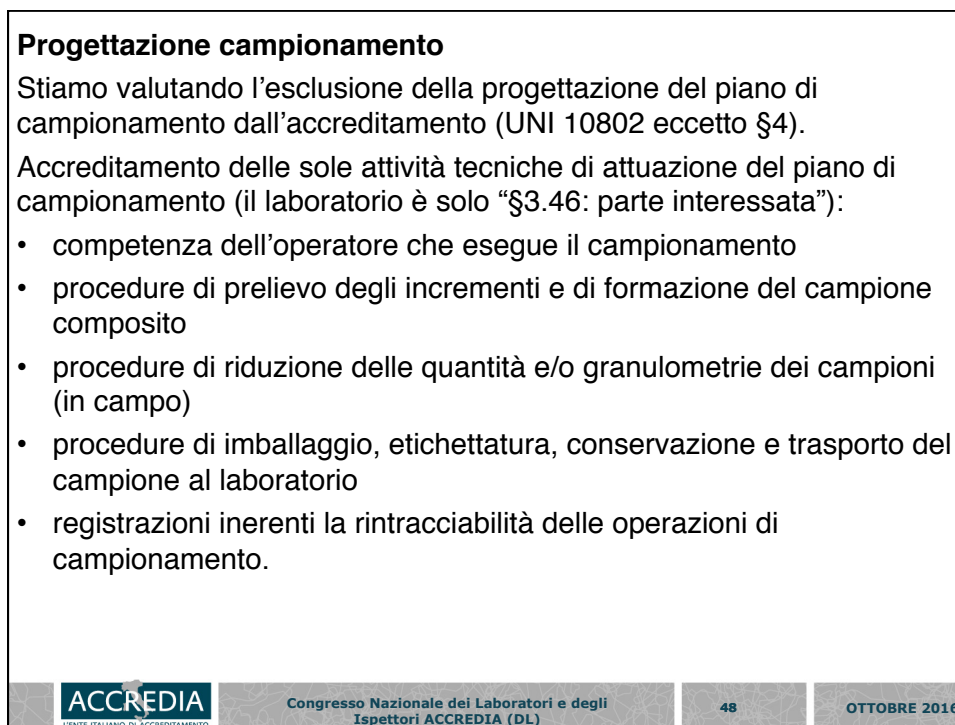 Progettazione campionamento
Stiamo valutando l'esclusione della progettazione del piano di
campionamento dall'accreditamento (UNI 10802 eccetto §4).
Accreditamento delle sole attività tecniche di attuazione del piano di
campionamento (il laboratorio è solo “§3.46: parte interessata”):
• competenza dell'operatore che esegue il campionamento
• procedure di prelievo degli incrementi e di formazione del campione
composito
• procedure di riduzione delle quantità e/o granulometrie dei campioni
(in campo)
• procedure di imballaggio, etichettatura, conservazione e trasporto del
campione al laboratorio
• registrazioni inerenti la rintracciabilità delle operazioni di
campionamento.
ACCREDIA
L'ENTE ITALIANO DI ACCREDITAMENTO
Congresso Nazionale dei Laboratori e degli
Ispettori ACCREDIA (DL)
48
OTTOBRE 2016